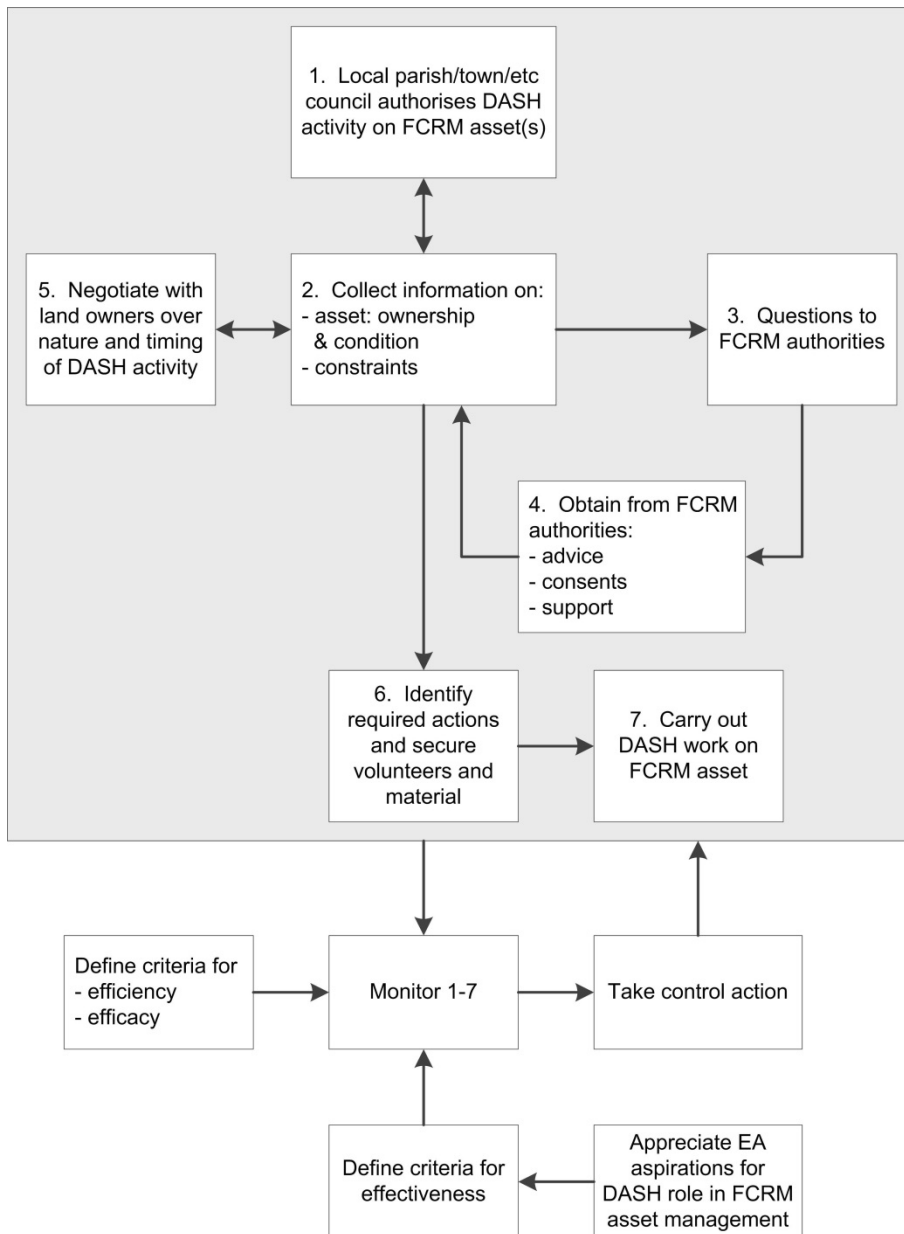 1. Local parish/town/etc
council authorises DASH
activity on FCRM asset(s)
5. Negotiate with
land owners over
nature and timing
of DASH activity
2. Collect information on:
- asset: ownership
& condition
- constraints
3. Questions to
FCRM authorities
4. Obtain from FCRM
authorities:
- advice
- consents
- support
6. Identify
required actions
and secure
volunteers and
material
7. Carry out
DASH work on
FCRM asset
Define criteria for
- efficiency
- efficacy
Monitor 1-7
Take control action
Define criteria for
effectiveness
Appreciate EA
aspirations for
DASH role in FCRM
asset management